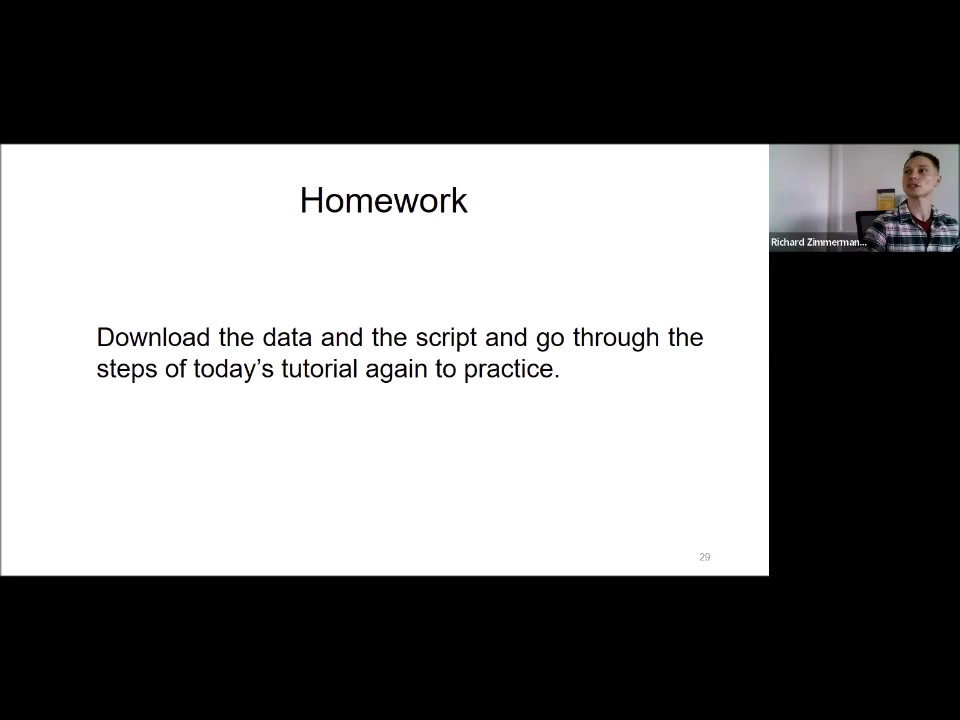 Homework
Download the data and the script and go through the
steps of today’s tutorial again to practice.
29
Richard Zimmerman...